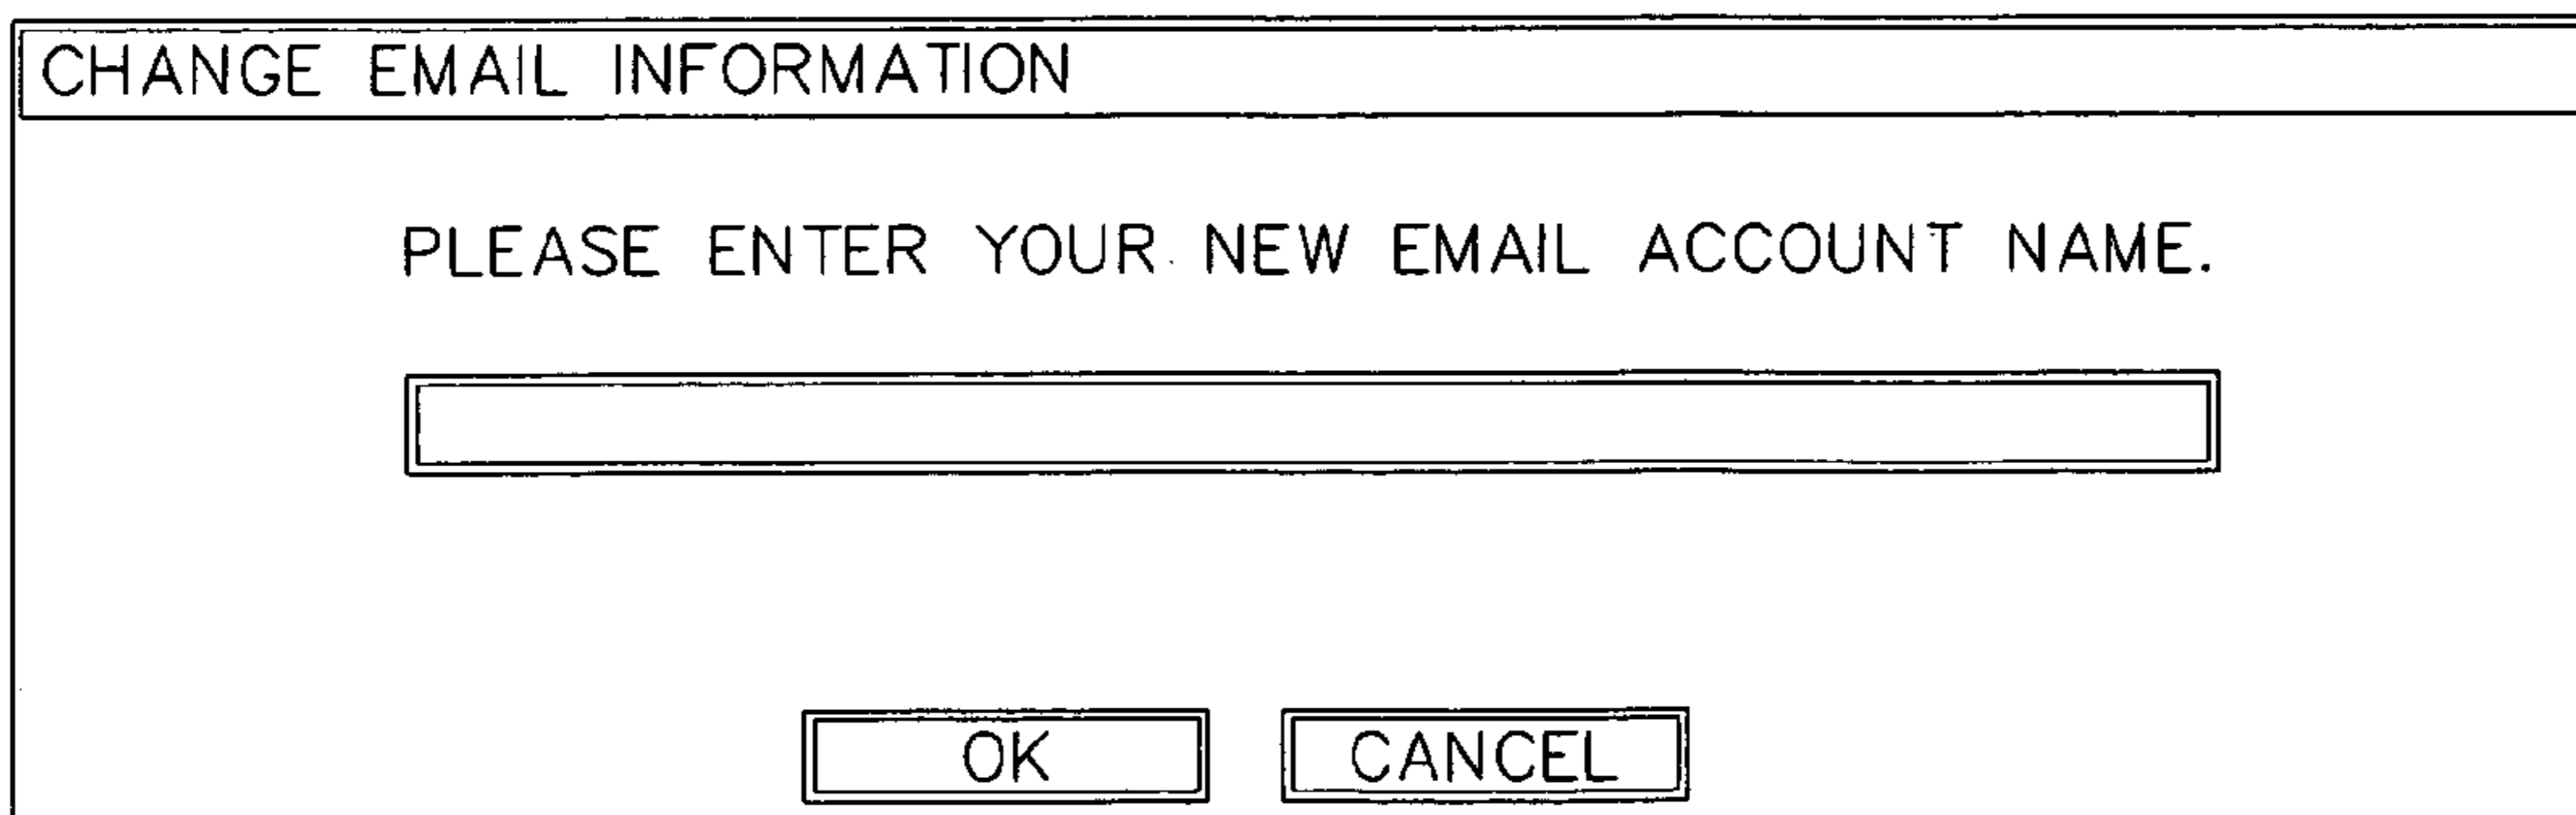 CHANGE EMAIL INFORMATION
PLEASE ENTER YOUR NEW EMAIL ACCOUNT NAME.
OK CANCEL